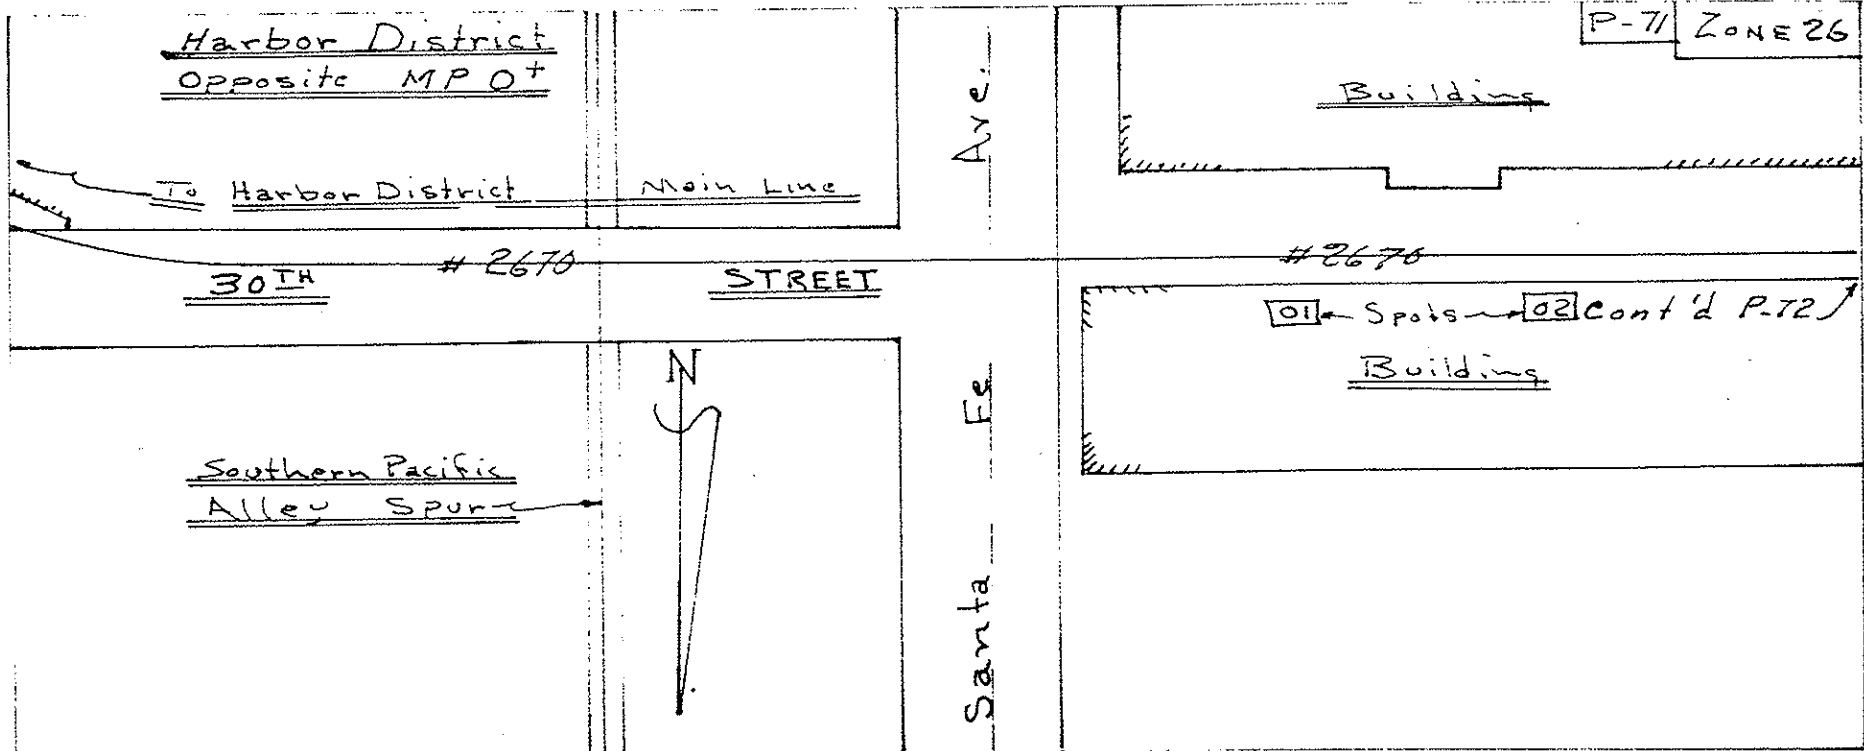 Harbor District
Opposite MP 0+
P-71 ZONE 26
Building
To Harbor District Main Line
# 2670
# 2670
30TH STREET
01 Spots 02 Cont'd P-72
Building
N
Southern Pacific
Alley Spur
Santa Fe Ave.